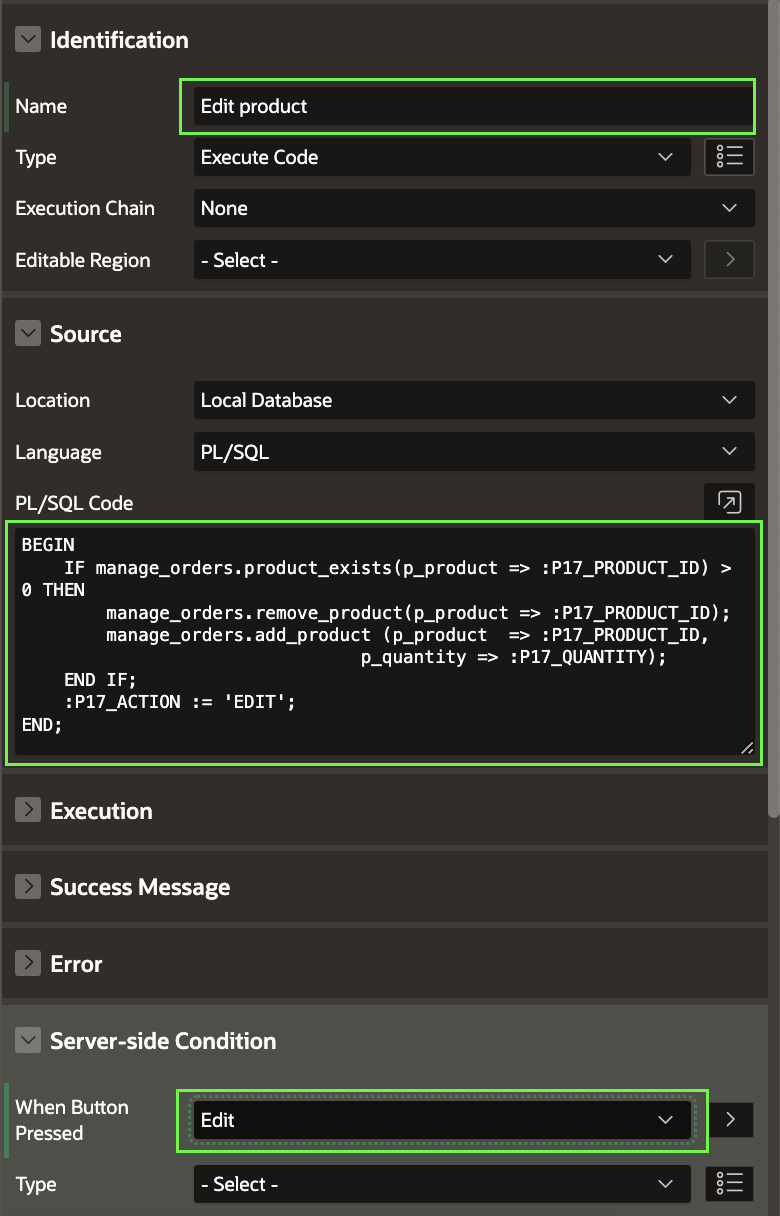 Identification
Name Edit product
Type Execute Code
Execution Chain None
Editable Region - Select -
Source
Location Local Database
Language PL/SQL
PL/SQL Code
BEGIN
    IF manage_orders.product_exists(p_product => :P17_PRODUCT_ID) >
0 THEN
        manage_orders.remove_product(p_product => :P17_PRODUCT_ID);
        manage_orders.add_product (p_product  => :P17_PRODUCT_ID,
                                p_quantity => :P17_QUANTITY);
    END IF;
    :P17_ACTION := 'EDIT';
END;
Execution
Success Message
Error
Server-side Condition
When Button
Pressed
Edit
Type - Select -